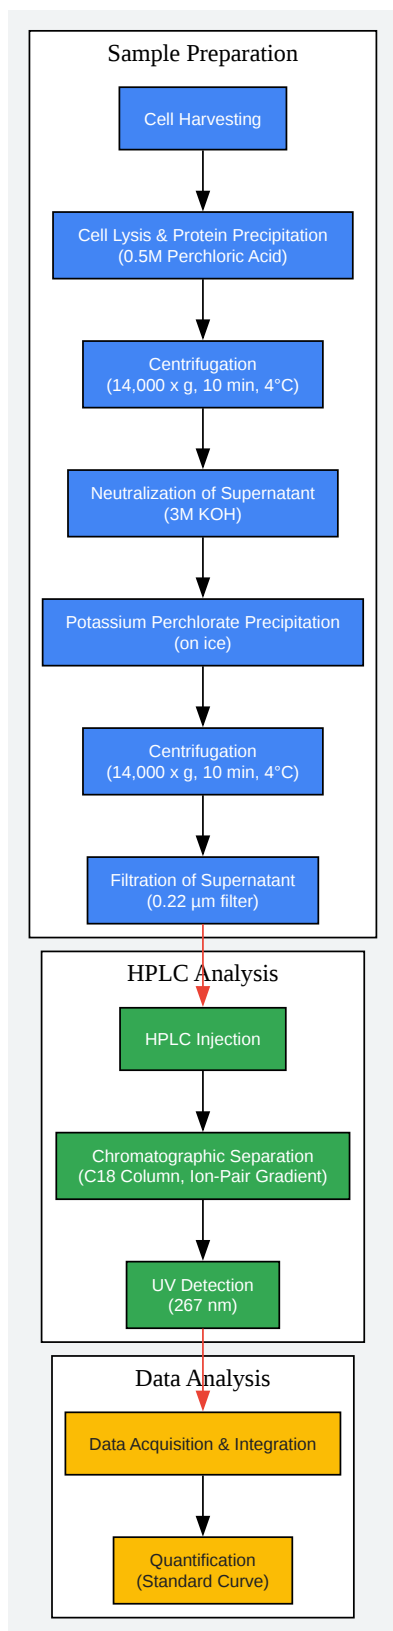 Sample Preparation
Cell Harvesting
Cell Lysis & Protein Precipitation
(0.5M Perchloric Acid)
Centrifugation
(14,000 x g, 10 min, 4°C)
Neutralization of Supernatant
(3M KOH)
Potassium Perchlorate Precipitation
(on ice)
Centrifugation
(14,000 x g, 10 min, 4°C)
Filtration of Supernatant
(0.22 µm filter)
HPLC Analysis
HPLC Injection
Chromatographic Separation
(C18 Column, Ion-Pair Gradient)
UV Detection
(267 nm)
Data Analysis
Data Acquisition & Integration
Quantification
(Standard Curve)